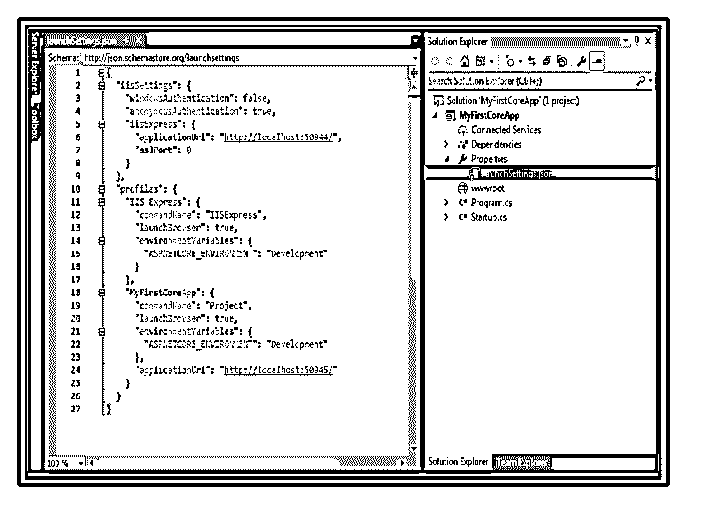 Server Explorer
Toolbox
Schema: http://json.schemastore.org/launchsettings
1 {
2 "iisSettings": {
3 "windowsAuthentication": false,
4 "anonymousAuthentication": true,
5 "iisExpress": {
6 "applicationUrl": "http://localhost:50944/",
7 "sslPort": 0
8 }
9 },
10 "profiles": {
11 "IIS Express": {
12 "commandName": "IISExpress",
13 "launchBrowser": true,
14 "environmentVariables": {
15 "ASPNETCORE_ENVIRONMENT": "Development"
16 }
17 },
18 "MyFirstCoreApp": {
19 "commandName": "Project",
20 "launchBrowser": true,
21 "environmentVariables": {
22 "ASPNETCORE_ENVIRONMENT": "Development"
23 },
24 "applicationUrl": "http://localhost:50945/"
25 }
26 }
27 }
100 %
Solution Explorer
Search Solution Explorer (Ctrl+;)
Solution 'MyFirstCoreApp' (1 project)
MyFirstCoreApp
Connected Services
Dependencies
Properties
launchSettings.json
wwwroot
C# Program.cs
C# Startup.cs
Solution Explorer Team Explorer